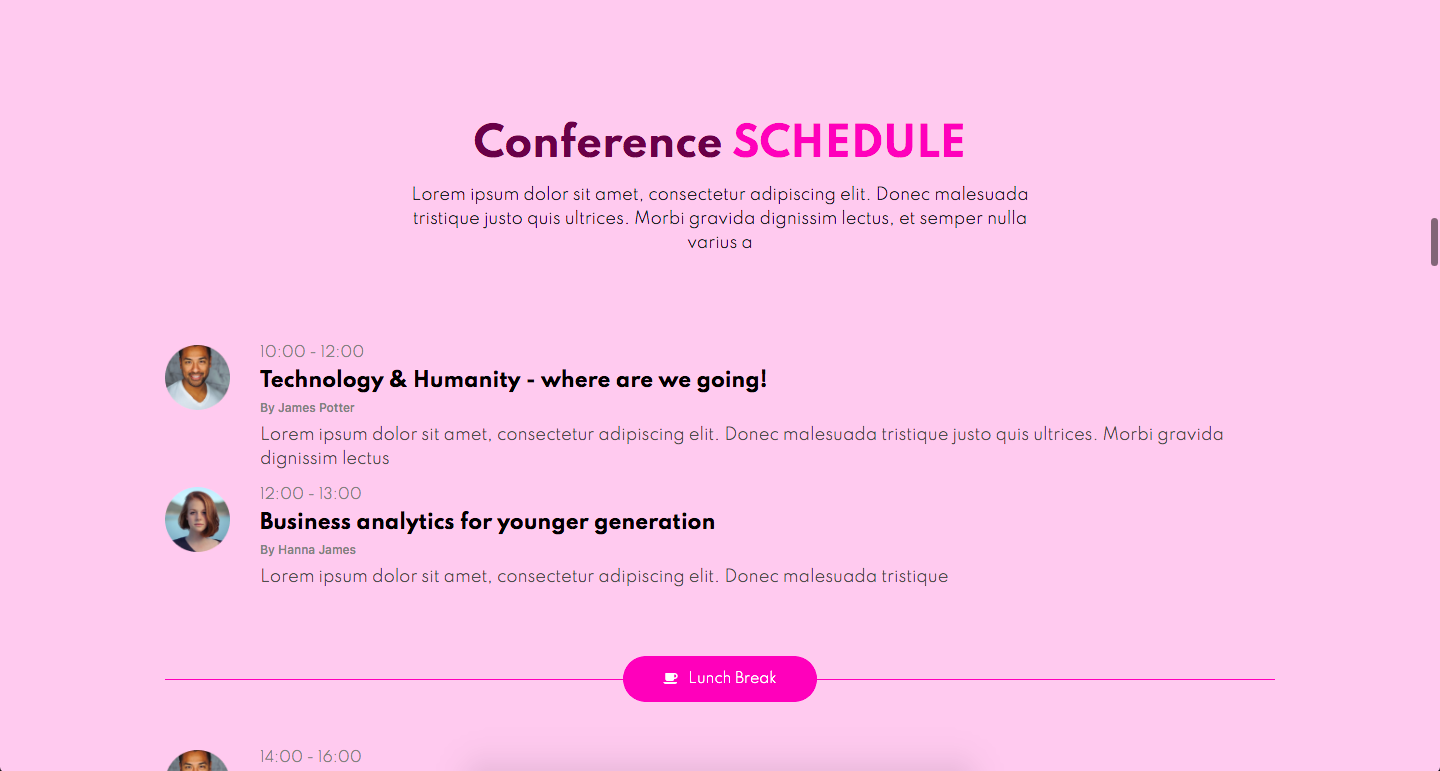 Conference SCHEDULE
Lorem ipsum dolor sit amet, consectetur adipiscing elit. Donec malesuada
tristique justo quis ultrices. Morbi gravida dignissim lectus, et semper nulla
varius a
10:00 - 12:00
Technology & Humanity - where are we going!
By James Potter
Lorem ipsum dolor sit amet, consectetur adipiscing elit. Donec malesuada tristique justo quis ultrices. Morbi gravida
dignissim lectus
12:00 - 13:00
Business analytics for younger generation
By Hanna James
Lorem ipsum dolor sit amet, consectetur adipiscing elit. Donec malesuada tristique
Lunch Break
14:00 - 16:00